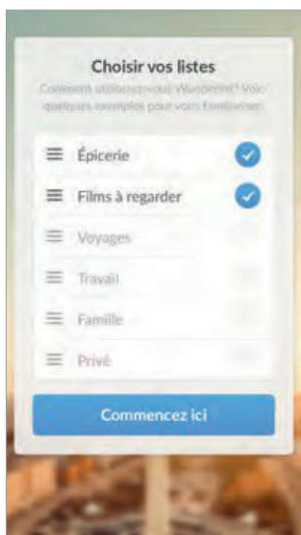 Choisir vos listes
Comment utiliserez-vous Wunderlist? Voici
quelques exemples pour vous familiariser.
Épicerie
Films à regarder
Voyages
Travail
Famille
Privé
Commencez ici